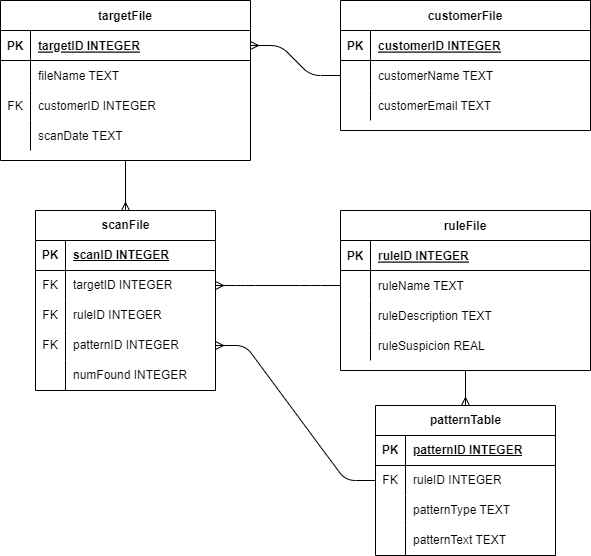 targetFile
PK targetID INTEGER
fileName TEXT
FK customerID INTEGER
scanDate TEXT
customerFile
PK customerID INTEGER
customerName TEXT
customerEmail TEXT
scanFile
PK scanID INTEGER
FK targetID INTEGER
FK ruleID INTEGER
FK patternID INTEGER
numFound INTEGER
ruleFile
PK ruleID INTEGER
ruleName TEXT
ruleDescription TEXT
ruleSuspicion REAL
patternTable
PK patternID INTEGER
FK ruleID INTEGER
patternType TEXT
patternText TEXT